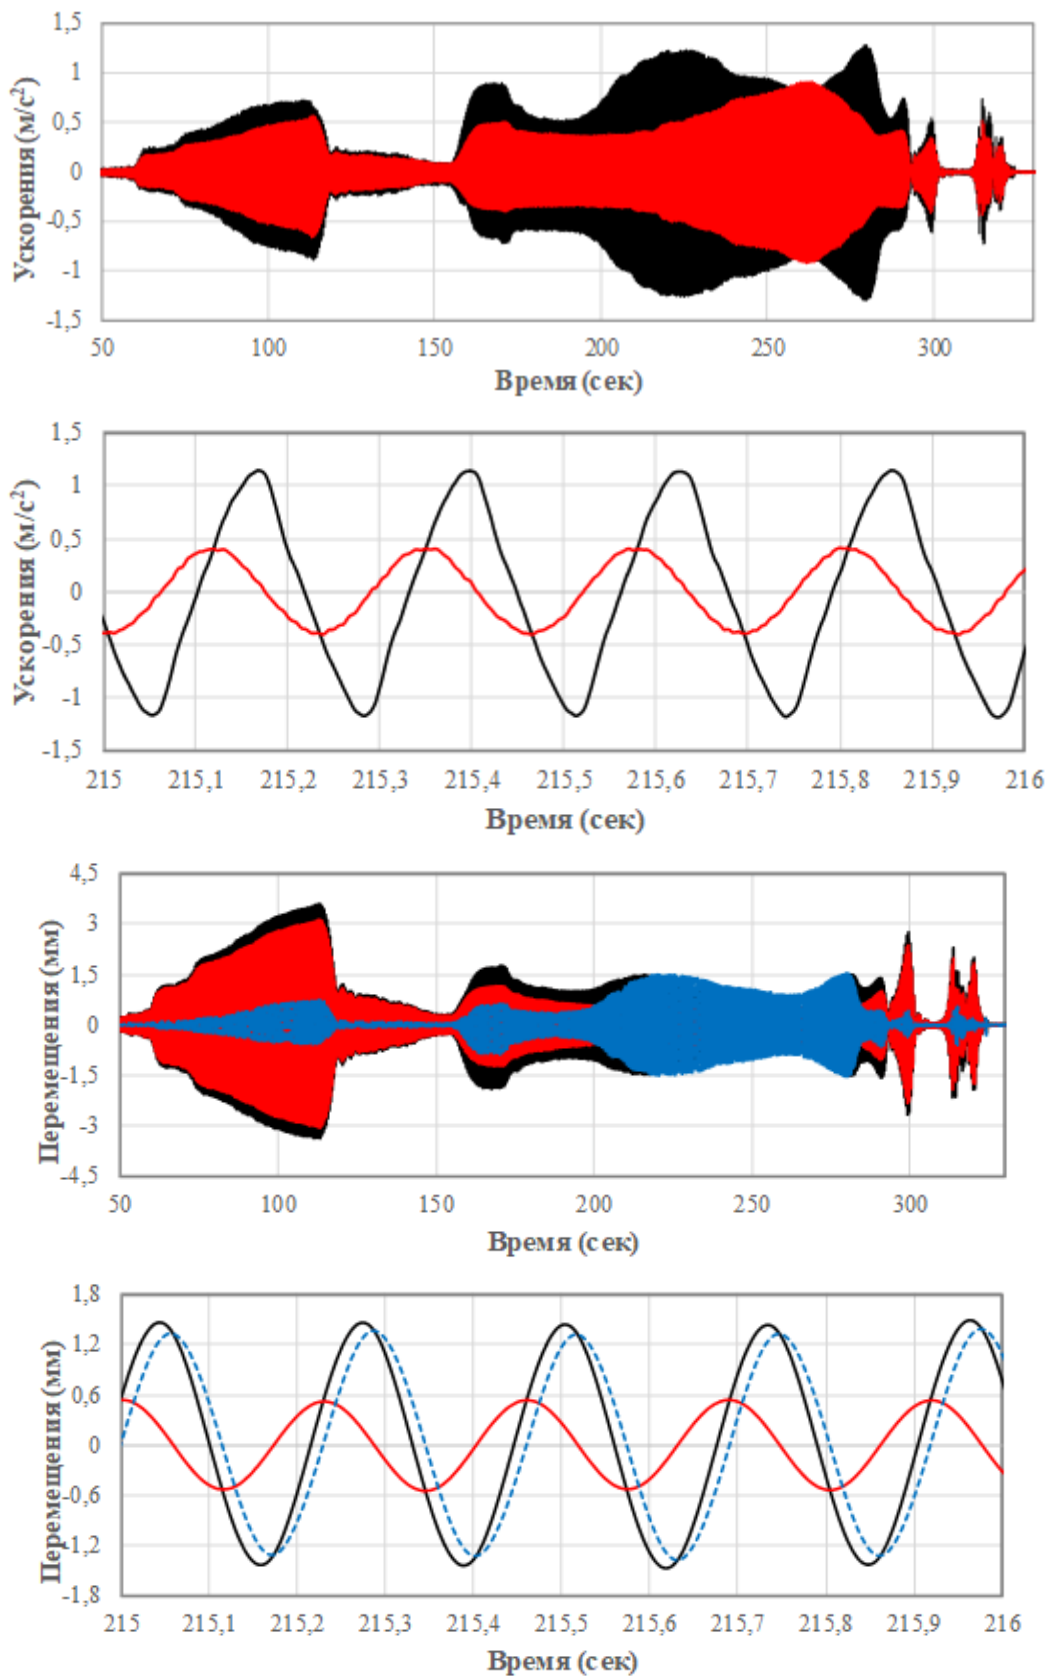 Ускорения (м/с²)
1,5
1
0,5
0
-0,5
-1
-1,5
50 100 150 200 250 300
Время (сек)
Ускорения (м/с²)
1,5
1
0,5
0
-0,5
-1
-1,5
215 215,1 215,2 215,3 215,4 215,5 215,6 215,7 215,8 215,9 216
Время (сек)
Перемещения (мм)
4,5
3
1,5
0
-1,5
-3
-4,5
50 100 150 200 250 300
Время (сек)
Перемещения (мм)
1,8
1,2
0,6
0
-0,6
-1,2
-1,8
215 215,1 215,2 215,3 215,4 215,5 215,6 215,7 215,8 215,9 216
Время (сек)